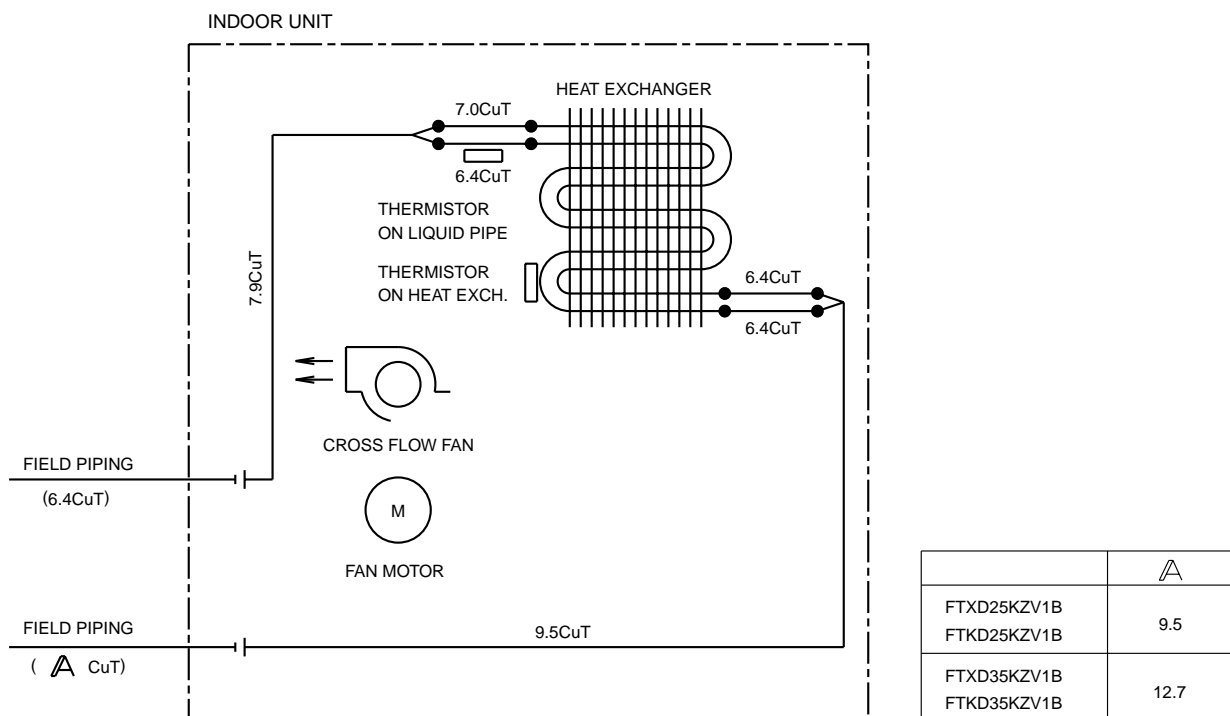 INDOOR UNIT
HEAT EXCHANGER
7.0CuT
6.4CuT
THERMISTOR
ON LIQUID PIPE
THERMISTOR
ON HEAT EXCH.
7.9CuT
6.4CuT
6.4CuT
CROSS FLOW FAN
FIELD PIPING
(6.4CuT)
M
FAN MOTOR
FIELD PIPING
( A CuT)
9.5CuT
A
FTXD25KZV1B
FTKD25KZV1B
9.5
FTXD35KZV1B
FTKD35KZV1B
12.7